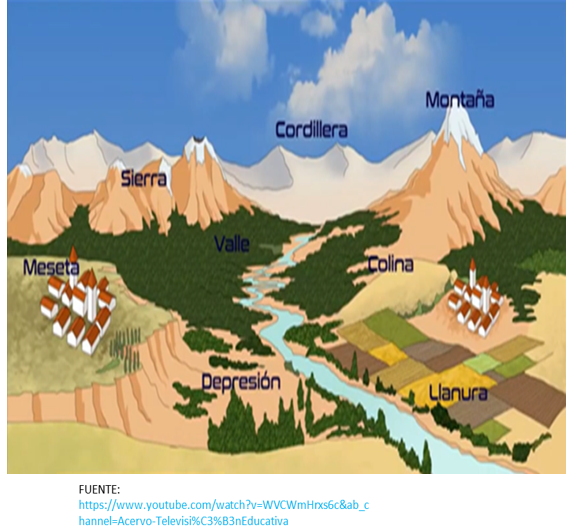 Montaña
Cordillera
Sierra
Valle
Meseta
Colina
Depresión
Llanura
FUENTE:
https://www.youtube.com/watch?v=WVCWmHrxs6c&ab_c
hannel=Acervo-Televisi%C3%B3nEducativa